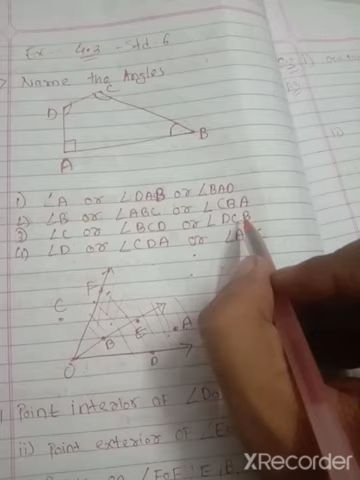 Ex - 4.3 - Std. 6
Name the Angles
D
C
B
A
1) ∠A or ∠DAB or ∠BAD
2) ∠B or ∠ABC or ∠CBA
3) ∠C or ∠BCD or ∠DCB
4) ∠D or ∠CDA or ∠A
F
C
E
A
B
O
D
Point interior of
ii) Point exterior of
XRecorder